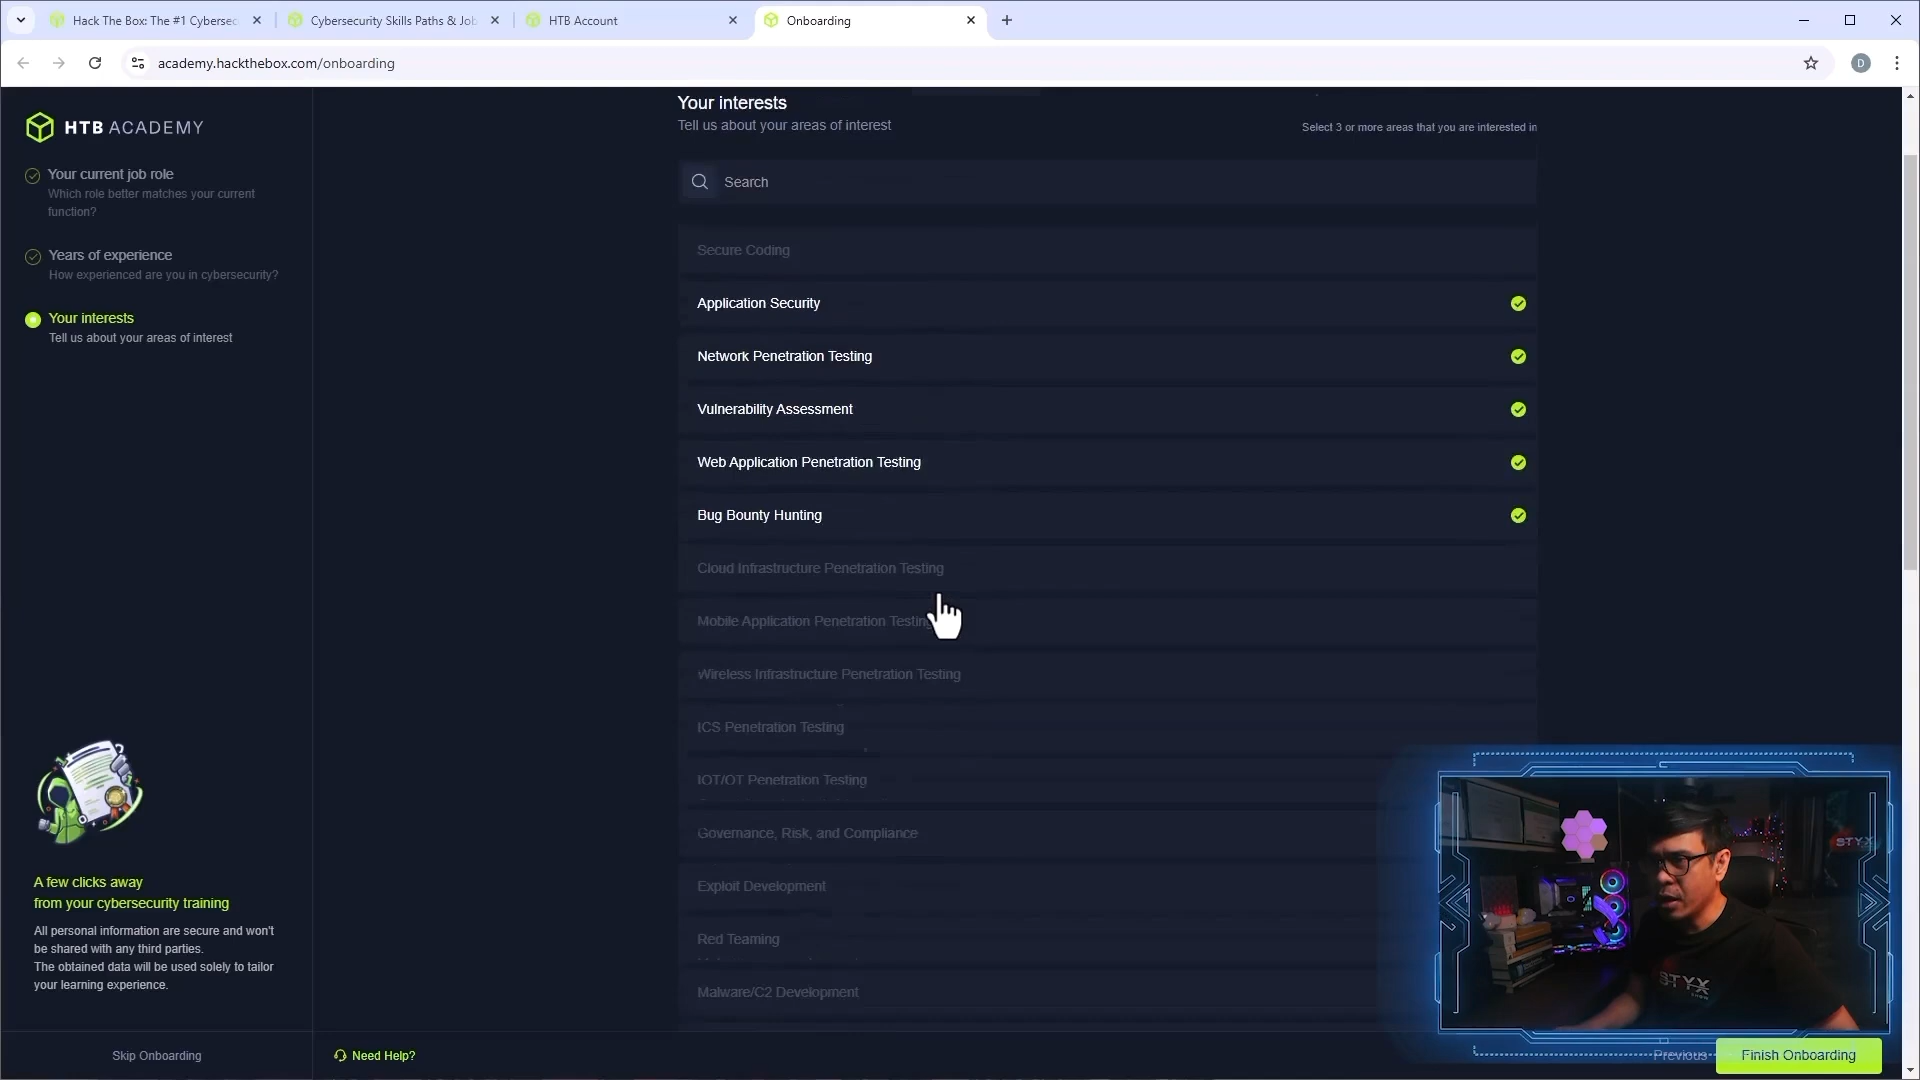 Hack The Box: The #1 Cybersec
Cybersecurity Skills Paths & Job
HTB Account
Onboarding
academy.hackthebox.com/onboarding
D
HTB ACADEMY
Your current job role
Which role better matches your current
function?
Years of experience
How experienced are you in cybersecurity?
Your interests
Tell us about your areas of interest
A few clicks away
from your cybersecurity training
All personal information are secure and won't
be shared with any third parties.
The obtained data will be used solely to tailor
your learning experience.
Skip Onboarding
Your interests
Tell us about your areas of interest
Select 3 or more areas that you are interested in
Search
Secure Coding
Application Security
Network Penetration Testing
Vulnerability Assessment
Web Application Penetration Testing
Bug Bounty Hunting
Cloud Infrastructure Penetration Testing
Mobile Application Penetration Testing
Wireless Infrastructure Penetration Testing
ICS Penetration Testing
IOT/OT Penetration Testing
Governance, Risk, and Compliance
Exploit Development
Red Teaming
Malware/C2 Development
STYX
STYX
Need Help?
Previous
Finish Onboarding